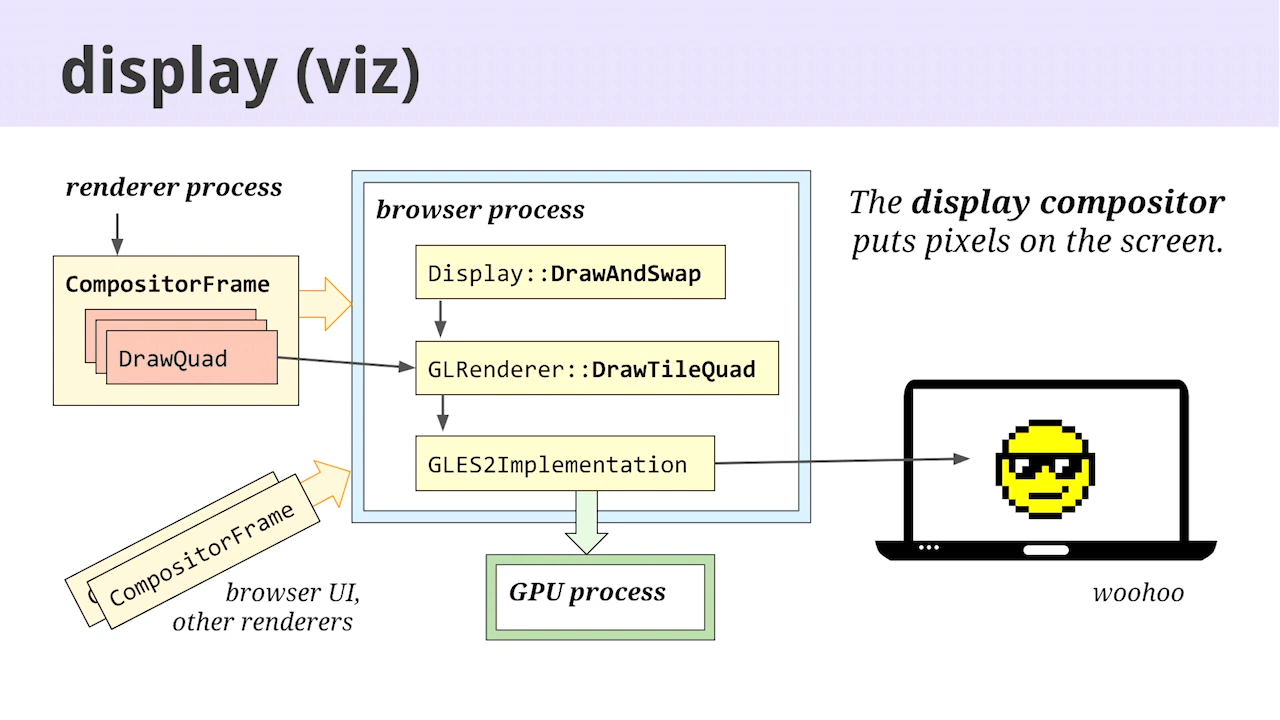 display (viz)
renderer process
CompositorFrame
DrawQuad
browser process
Display::DrawAndSwap
GLRenderer::DrawTileQuad
GLES2Implementation
GPU process
CompositorFrame
browser UI,
other renderers
The display compositor
puts pixels on the screen.
woohoo